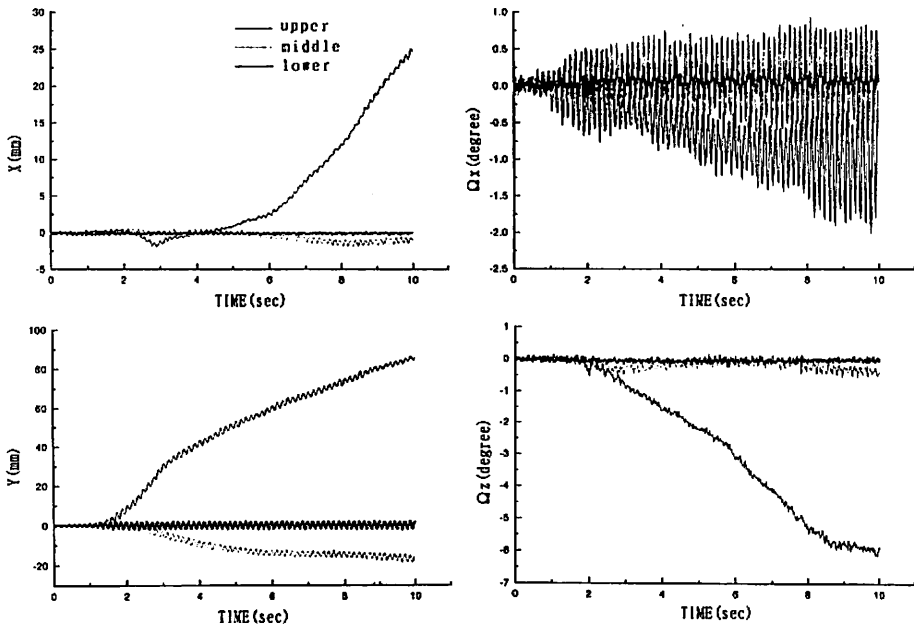 30
25
20
15
10
5
0
-5
X(mm)
upper
middle
lower
0 2 4 6 8 10
TIME(sec)
1.0
0.5
0.0
-0.5
-1.0
-1.5
-2.0
-2.5
Ωx(degree)
0 2 4 6 8 10
TIME(sec)
100
80
60
40
20
0
-20
Y(mm)
0 2 4 6 8 10
TIME(sec)
1
0
-1
-2
-3
-4
-5
-6
-7
Ωz(degree)
0 2 4 6 8 10
TIME(sec)